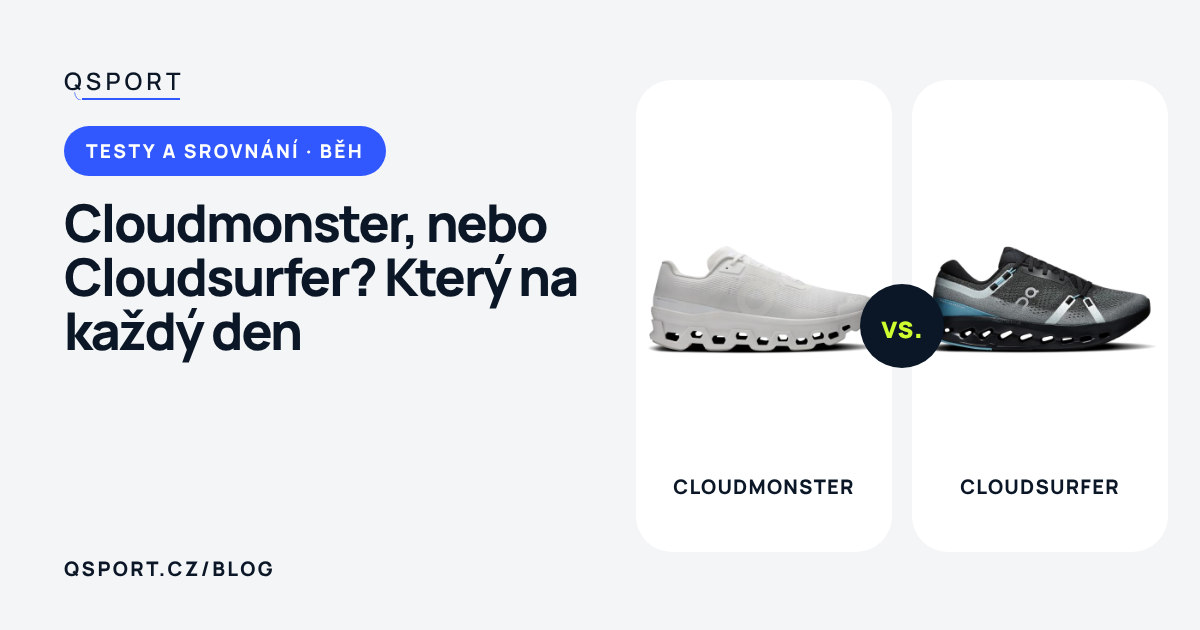 QSPORT
TESTY A SROVNÁNÍ · BĚH
Cloudmonster, nebo
Cloudsurfer? Který na
každý den
vs.
CLOUDMONSTER
CLOUDSURFER
QSPORT.CZ/BLOG